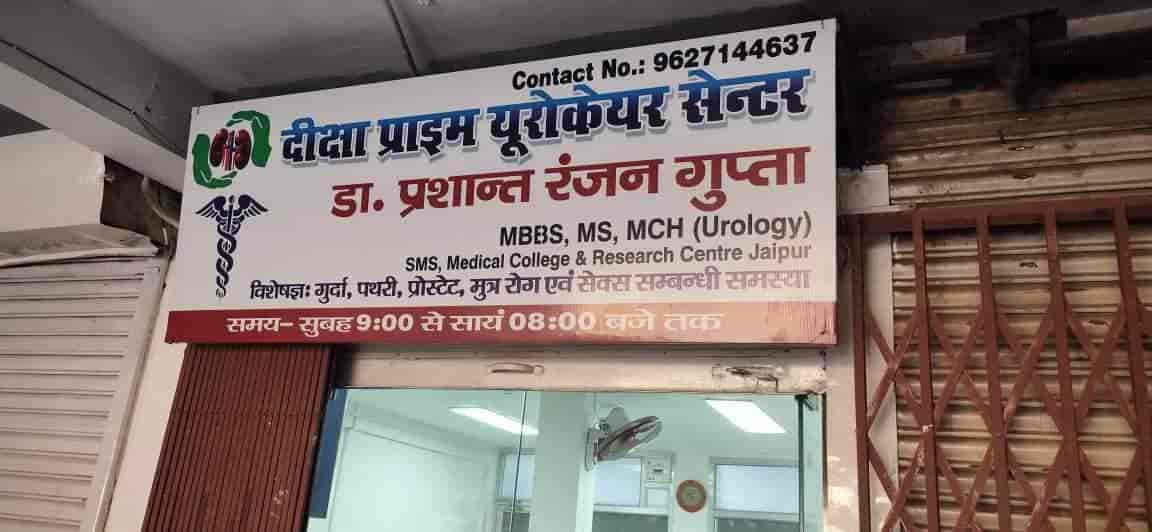 Contact No.: 9627144637
दीक्षा प्राइम यूरोकेयर सेन्टर
डा. प्रशान्त रंजन गुप्ता
MBBS, MS, MCH (Urology)
SMS, Medical College & Research Centre Jaipur
विशेषज्ञः गुर्दा, पथरी, प्रोस्टेट, मुत्र रोग एवं सेक्स सम्बन्धी समस्या
समय– सुबह 9:00 से सायं 08:00 बजे तक